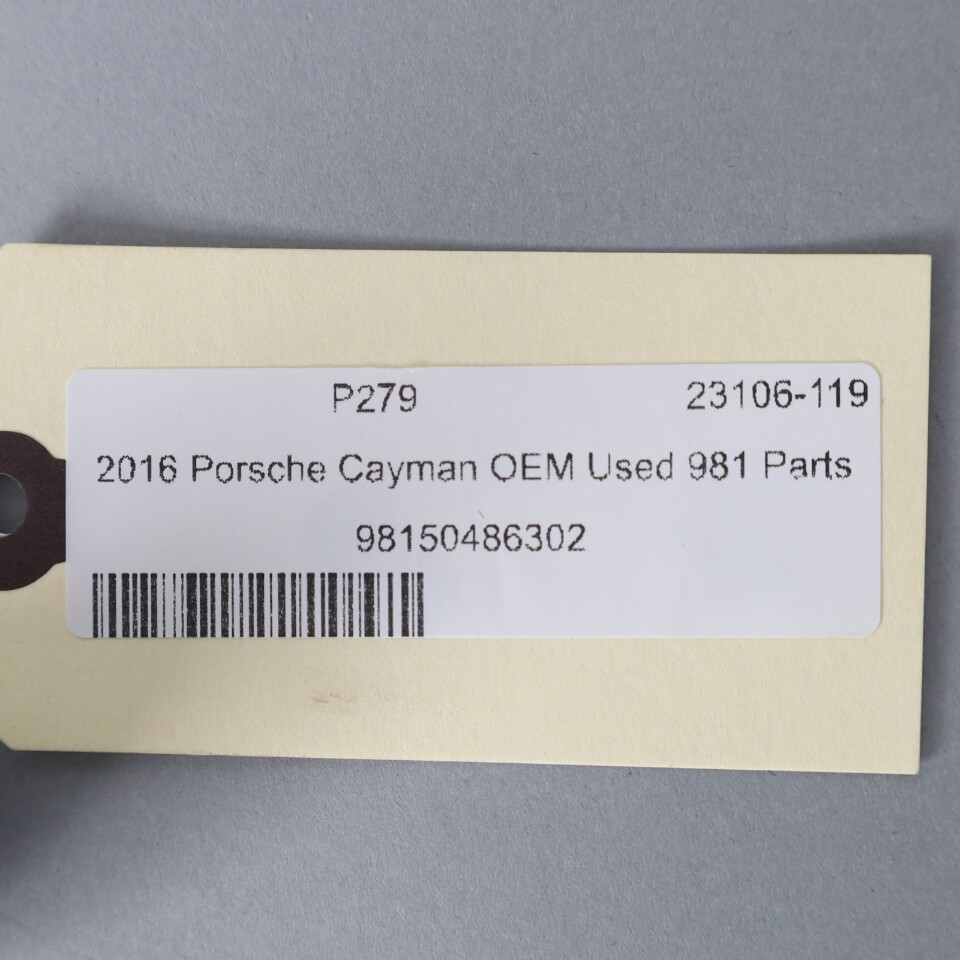 P279 23106-119
2016 Porsche Cayman OEM Used 981 Parts
98150486302